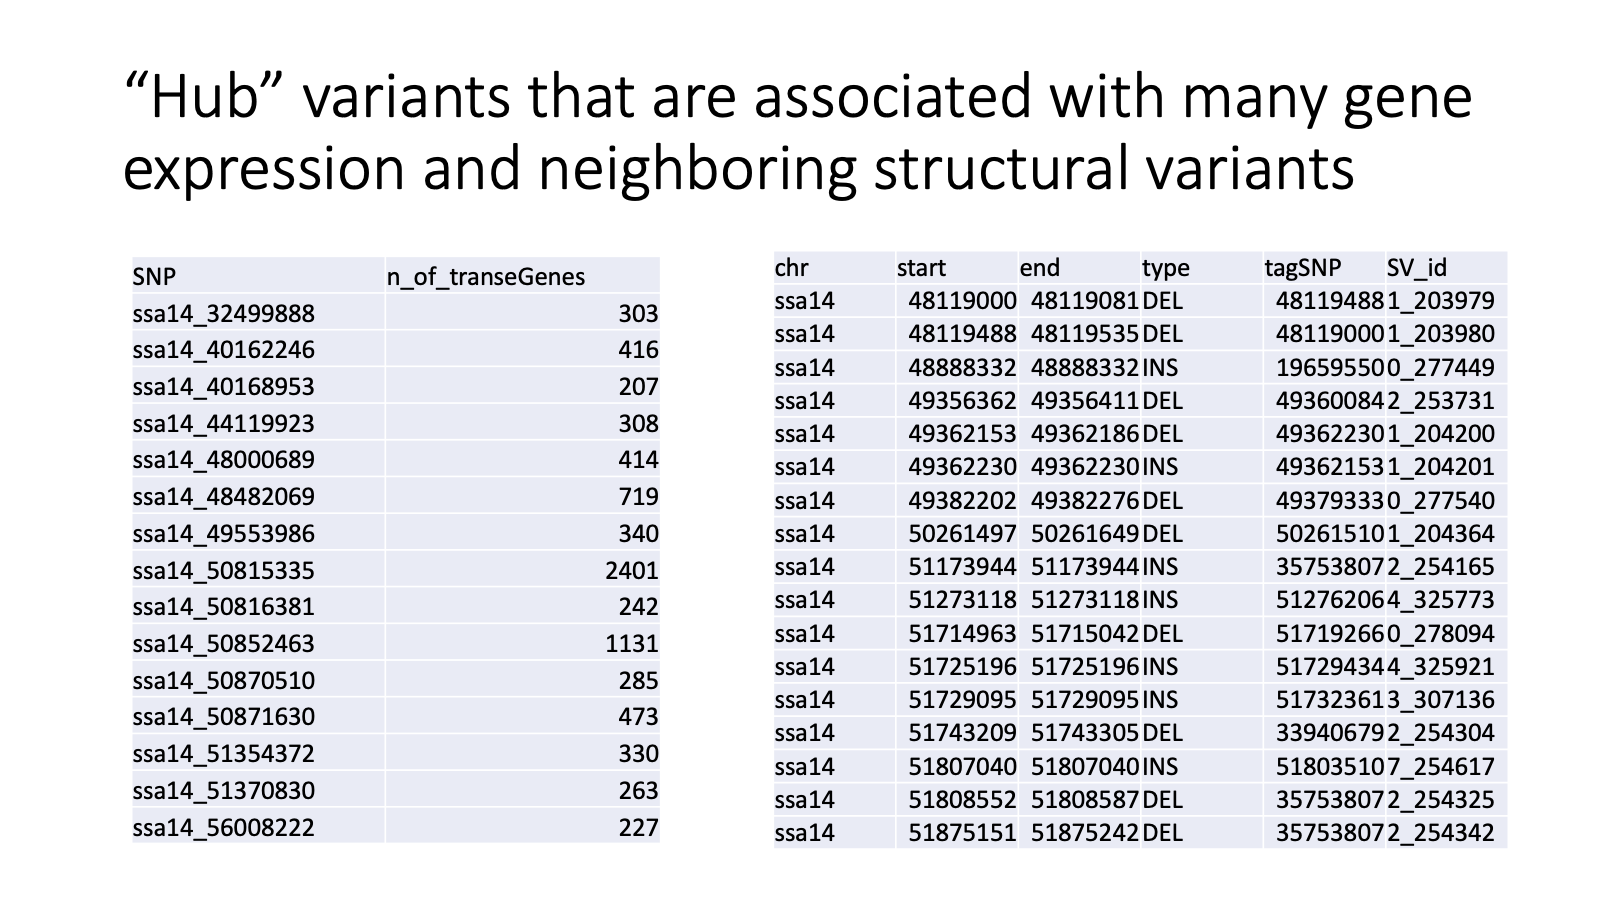 “Hub” variants that are associated with many gene
expression and neighboring structural variants
SNP n_of_transeGenes
ssa14_32499888 303
ssa14_40162246 416
ssa14_40168953 207
ssa14_44119923 308
ssa14_48000689 414
ssa14_48482069 719
ssa14_49553986 340
ssa14_50815335 2401
ssa14_50816381 242
ssa14_50852463 1131
ssa14_50870510 285
ssa14_50871630 473
ssa14_51354372 330
ssa14_51370830 263
ssa14_56008222 227
chr start end type tagSNP SV_id
ssa14 48119000 48119081 DEL 48119488 1_203979
ssa14 48119488 48119535 DEL 48119000 1_203980
ssa14 48888332 48888332 INS 19659550 0_277449
ssa14 49356362 49356411 DEL 49360084 2_253731
ssa14 49362153 49362186 DEL 49362230 1_204200
ssa14 49362230 49362230 INS 49362153 1_204201
ssa14 49382202 49382276 DEL 49379333 0_277540
ssa14 50261497 50261649 DEL 50261510 1_204364
ssa14 51173944 51173944 INS 35753807 2_254165
ssa14 51273118 51273118 INS 51276206 4_325773
ssa14 51714963 51715042 DEL 51719266 0_278094
ssa14 51725196 51725196 INS 51729434 4_325921
ssa14 51729095 51729095 INS 51732361 3_307136
ssa14 51743209 51743305 DEL 33940679 2_254304
ssa14 51807040 51807040 INS 51803510 7_254617
ssa14 51808552 51808587 DEL 35753807 2_254325
ssa14 51875151 51875242 DEL 35753807 2_254342